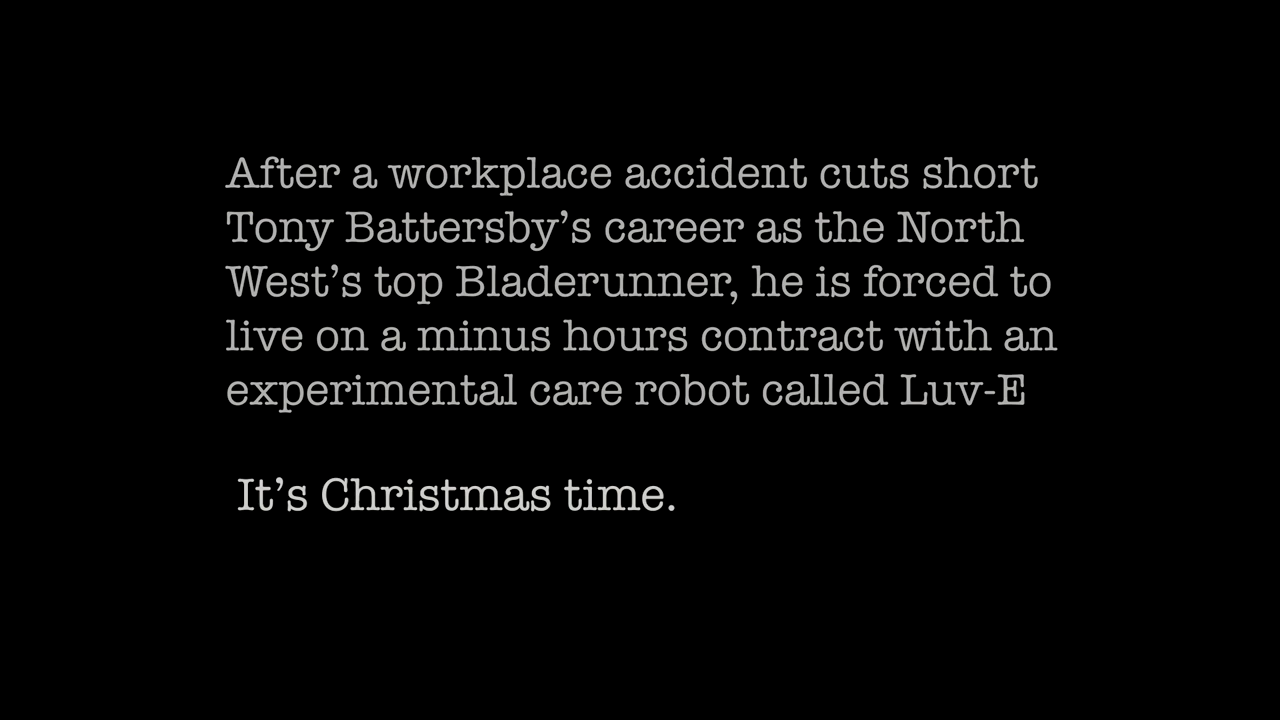 After a workplace accident cuts short
Tony Battersby’s career as the North
West’s top Bladerunner, he is forced to
live on a minus hours contract with an
experimental care robot called Luv-E
It’s Christmas time.